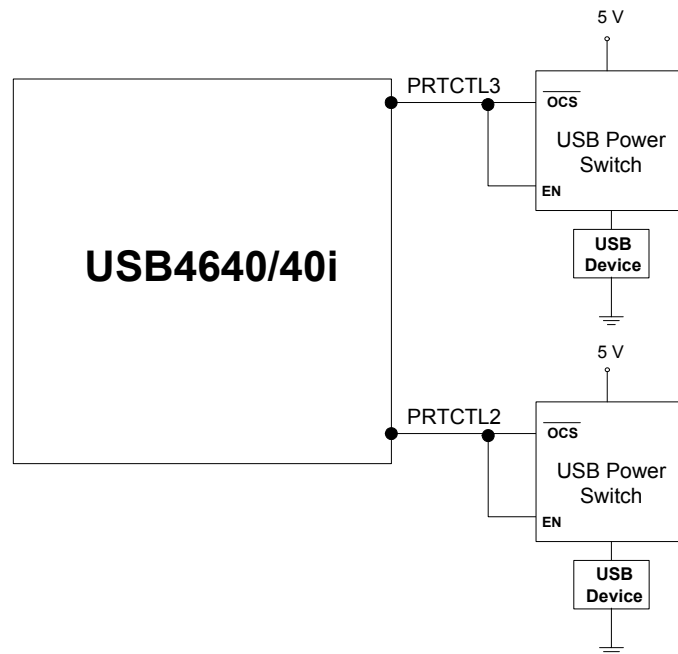 5 V
PRTCTL3
OCS
USB Power
Switch
EN
USB
Device
USB4640/40i
5 V
PRTCTL2
OCS
USB Power
Switch
EN
USB
Device